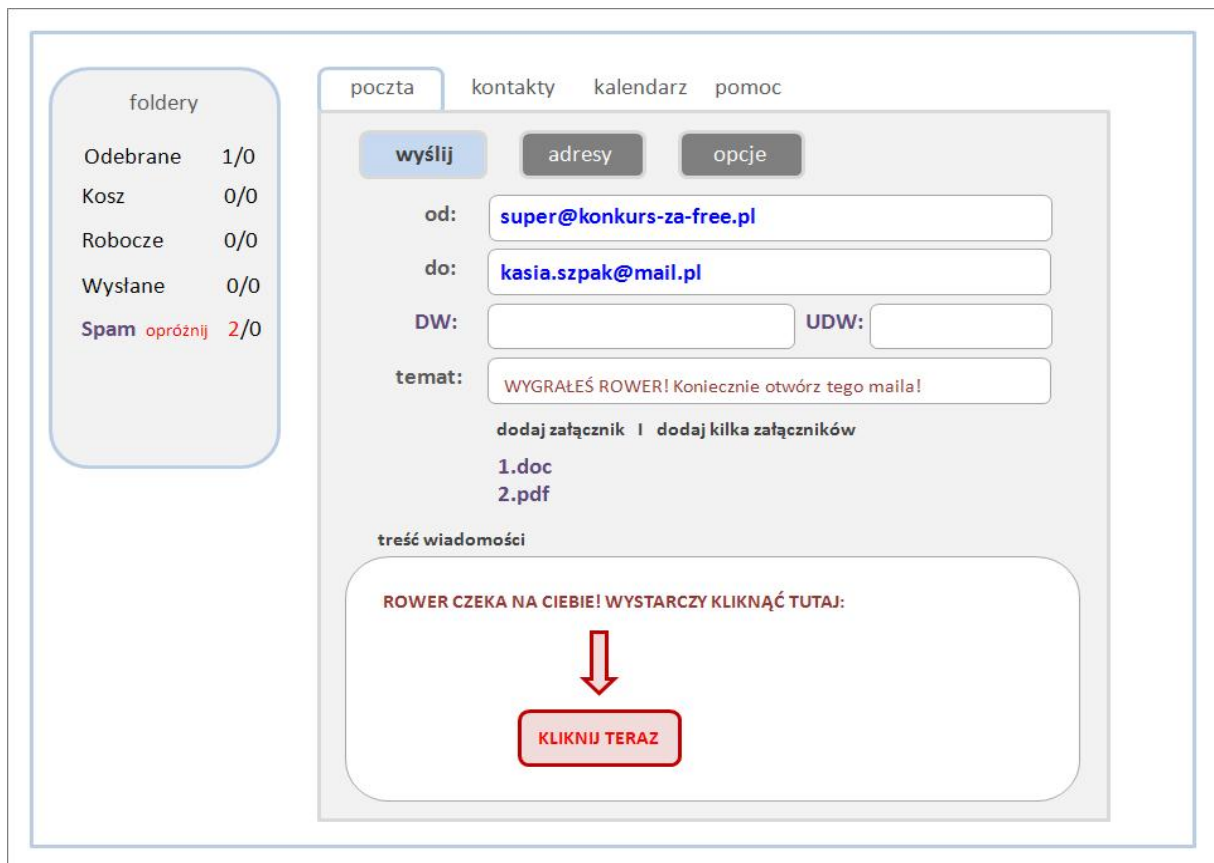 foldery
Odebrane 1/0
Kosz 0/0
Robocze 0/0
Wysłane 0/0
Spam opróżnij 2/0
poczta kontakty kalendarz pomoc
wyślij adresy opcje
od: super@konkurs-za-free.pl
do: kasia.szpak@mail.pl
DW: UDW:
temat: WYGRAŁEŚ ROWER! Koniecznie otwórz tego maila!
dodaj załącznik I dodaj kilka załączników
1.doc
2.pdf
treść wiadomości
ROWER CZEKA NA CIEBIE! WYSTARCZY KLIKNĄĆ TUTAJ:
KLIKNIJ TERAZ